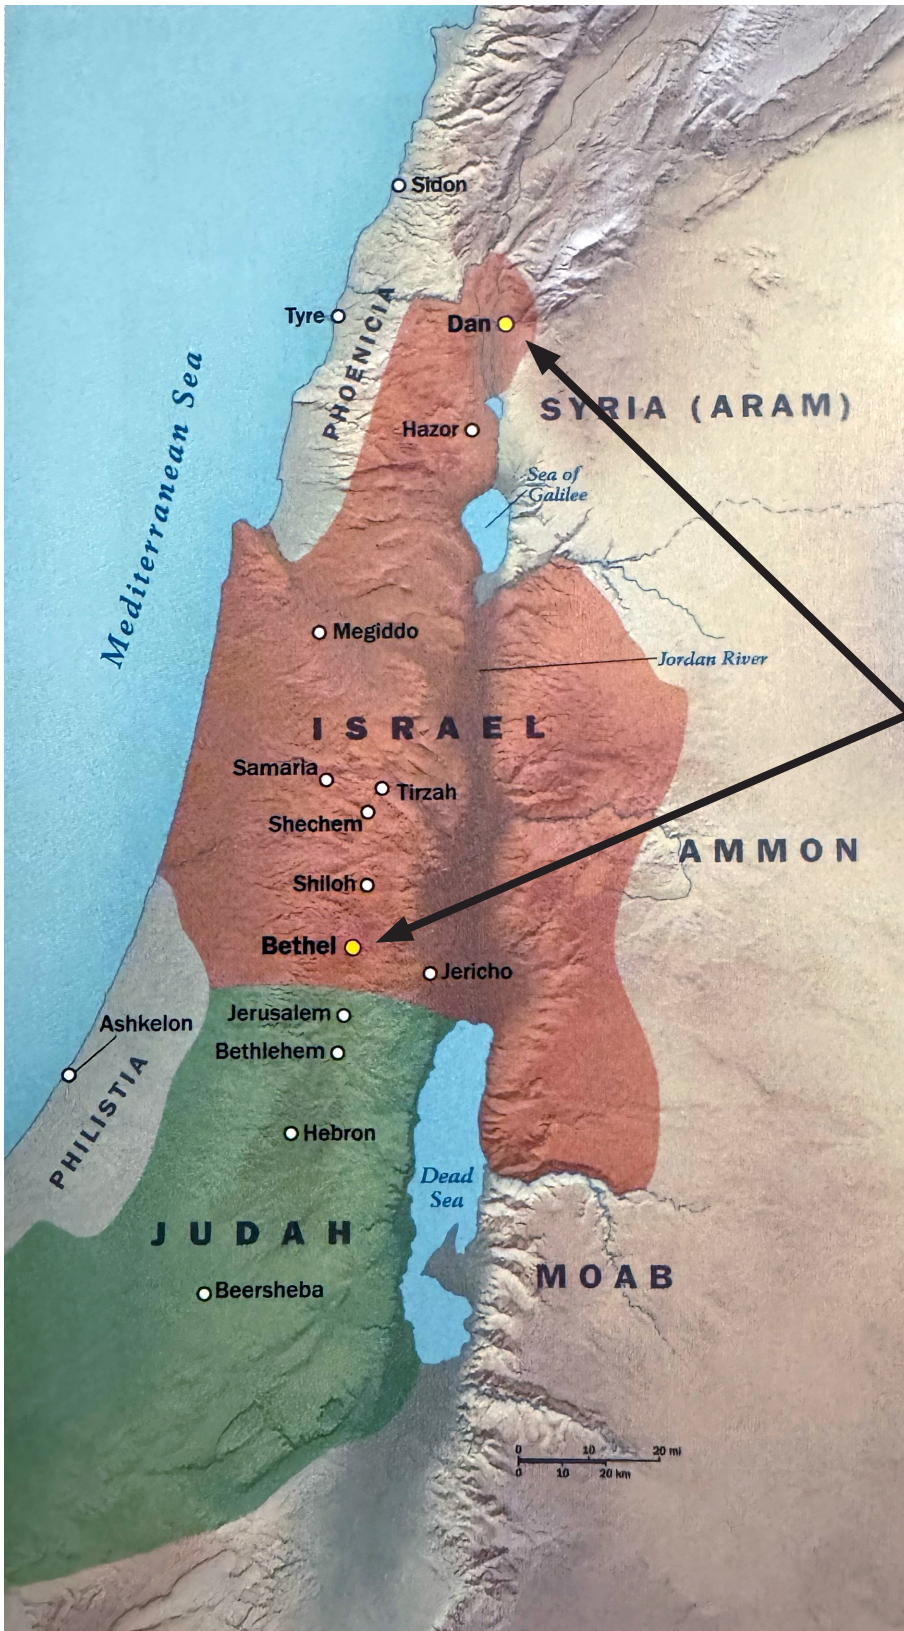 Sidon
Tyre
PHOENICIA
Dan
SYRIA (ARAM)
Hazor
Sea of
Galilee
Mediterranean Sea
Megiddo
Jordan River
ISRAEL
Samaria
Tirzah
Shechem
AMMON
Shiloh
Bethel
Jericho
Jerusalem
Ashkelon
Bethlehem
PHILISTIA
Hebron
Dead
Sea
JUDAH
MOAB
Beersheba
0 10 20 mi
0 10 20 km